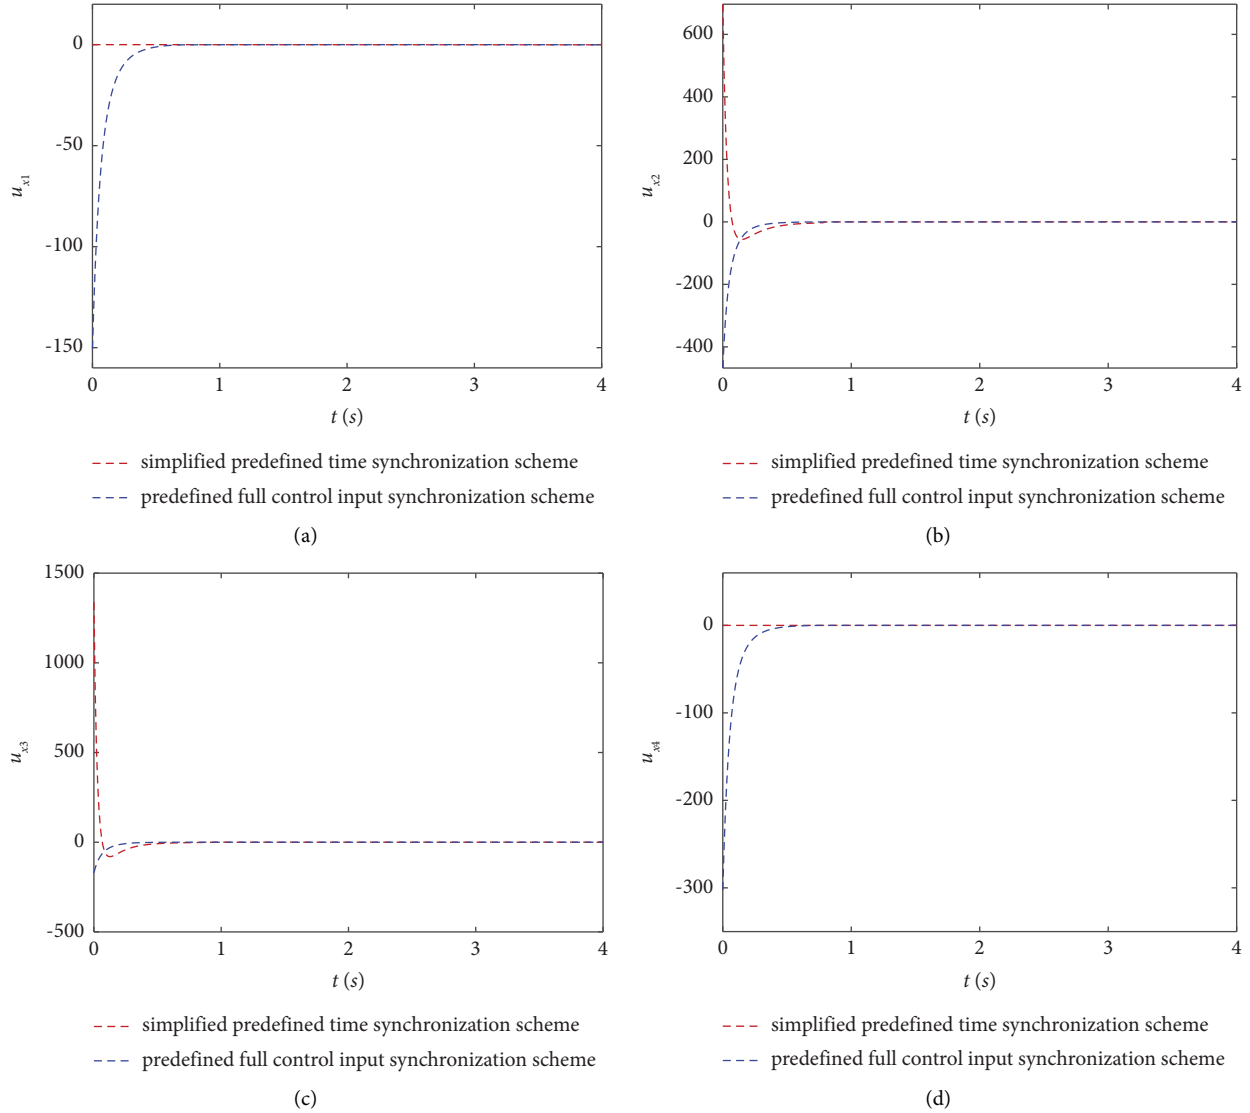 0
-50
-100
-150
u_x1
0 1 2 3 4
t (s)
simplified predefined time synchronization scheme
predefined full control input synchronization scheme
(a)
600
400
200
0
-200
-400
u_x2
0 1 2 3 4
t (s)
simplified predefined time synchronization scheme
predefined full control input synchronization scheme
(b)
1500
1000
500
0
-500
u_x3
0 1 2 3 4
t (s)
simplified predefined time synchronization scheme
predefined full control input synchronization scheme
(c)
0
-100
-200
-300
u_x4
0 1 2 3 4
t (s)
simplified predefined time synchronization scheme
predefined full control input synchronization scheme
(d)